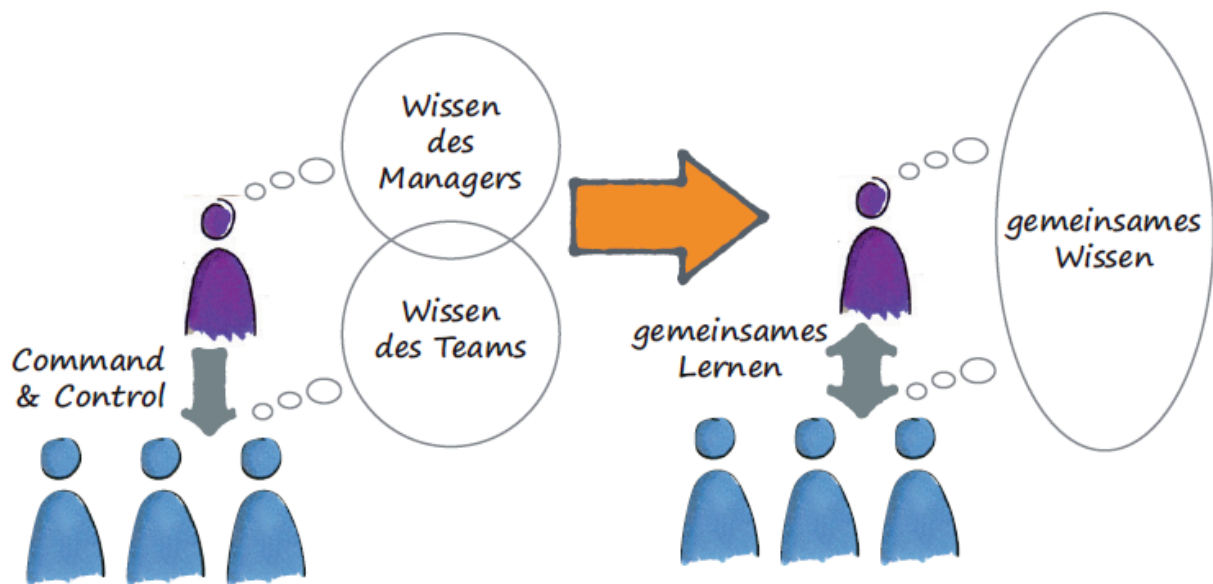 Wissen
des
Managers
Wissen
des Teams
Command
& Control
gemeinsames
Lernen
gemeinsames
Wissen